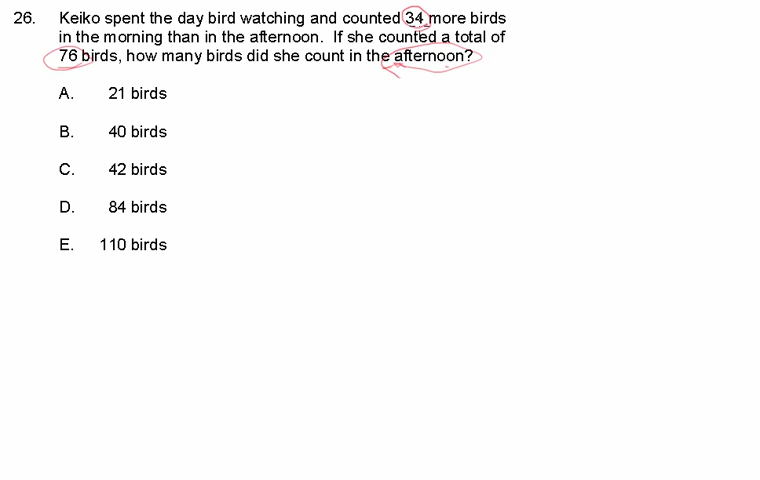 26. Keiko spent the day bird watching and counted 34 more birds
in the morning than in the afternoon. If she counted a total of
76 birds, how many birds did she count in the afternoon?
A. 21 birds
B. 40 birds
C. 42 birds
D. 84 birds
E. 110 birds